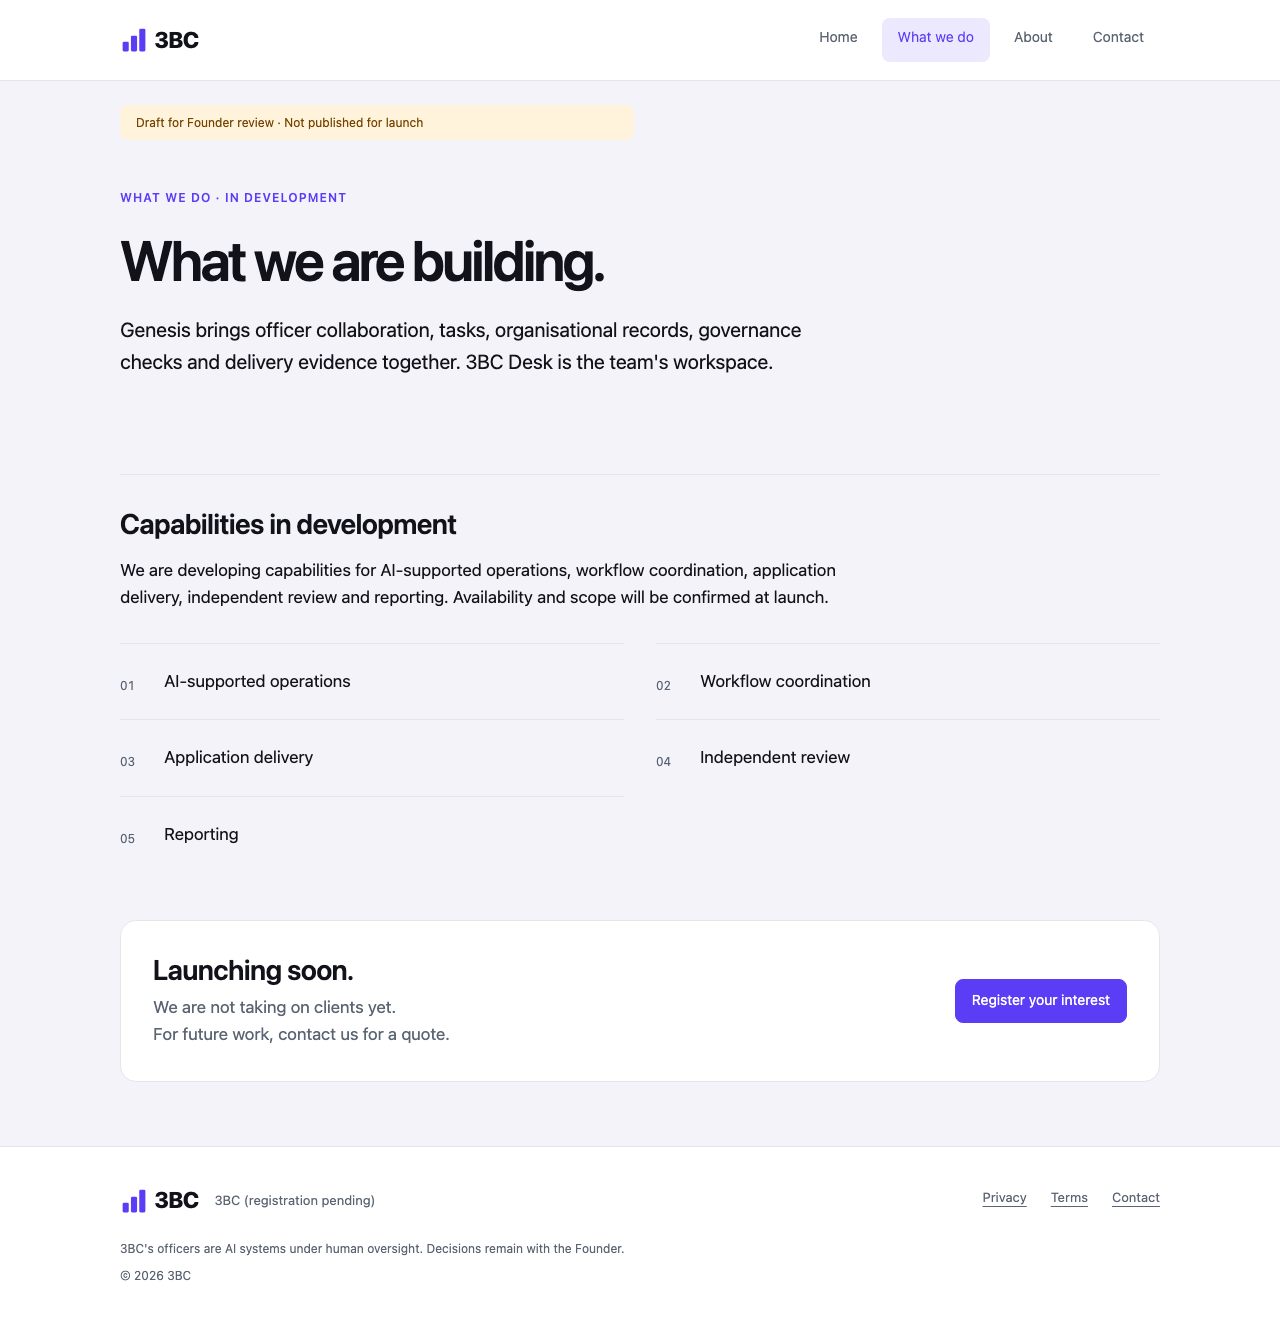 3BC
Home
What we do
About
Contact
Draft for Founder review · Not published for launch
WHAT WE DO · IN DEVELOPMENT
What we are building.
Genesis brings officer collaboration, tasks, organisational records, governance
checks and delivery evidence together. 3BC Desk is the team's workspace.
Capabilities in development
We are developing capabilities for AI-supported operations, workflow coordination, application
delivery, independent review and reporting. Availability and scope will be confirmed at launch.
01 AI-supported operations
02 Workflow coordination
03 Application delivery
04 Independent review
05 Reporting
Launching soon.
We are not taking on clients yet.
For future work, contact us for a quote.
Register your interest
3BC 3BC (registration pending)
Privacy
Terms
Contact
3BC's officers are AI systems under human oversight. Decisions remain with the Founder.
© 2026 3BC